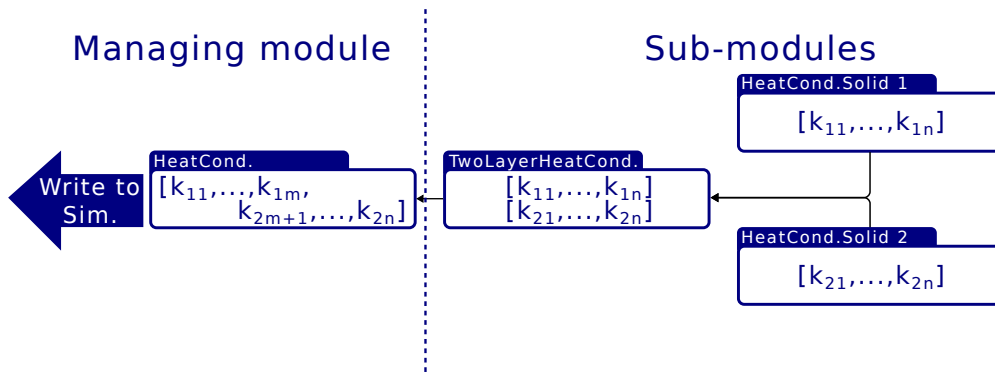 Managing module
Sub-modules
HeatCond.Solid 1
[k₁₁,...,k₁ₙ]
Write to
Sim.
HeatCond.
[k₁₁,...,k₁ₘ,
k₂ₘ₊₁,...,k₂ₙ]
TwoLayerHeatCond.
[k₁₁,...,k₁ₙ]
[k₂₁,...,k₂ₙ]
HeatCond.Solid 2
[k₂₁,...,k₂ₙ]